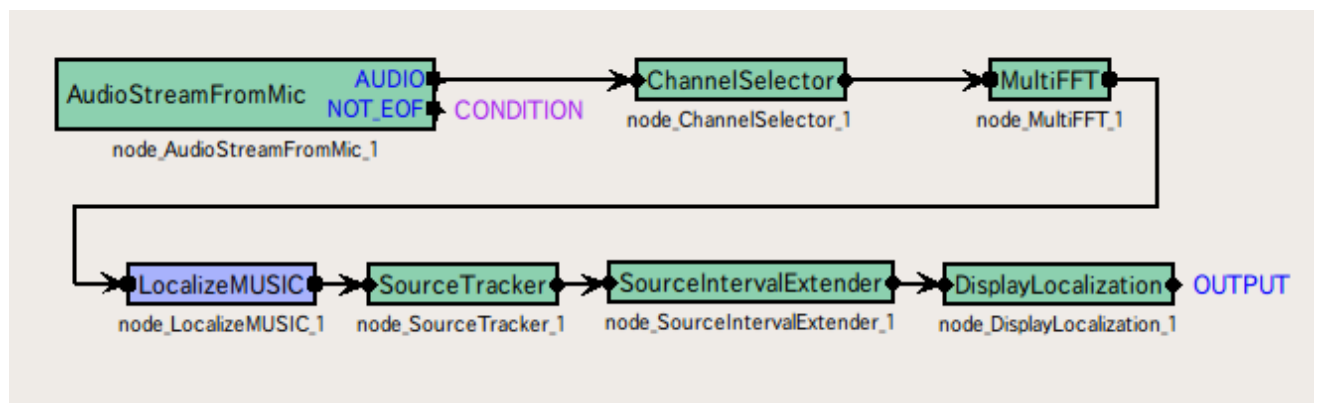 AudioStreamFromMic AUDIO ChannelSelector MultiFFT
NOT_EOF CONDITION
node_AudioStreamFromMic_1 node_ChannelSelector_1 node_MultiFFT_1
LocalizeMUSIC SourceTracker SourceIntervalExtender DisplayLocalization OUTPUT
node_LocalizeMUSIC_1 node_SourceTracker_1 node_SourceIntervalExtender_1 node_DisplayLocalization_1